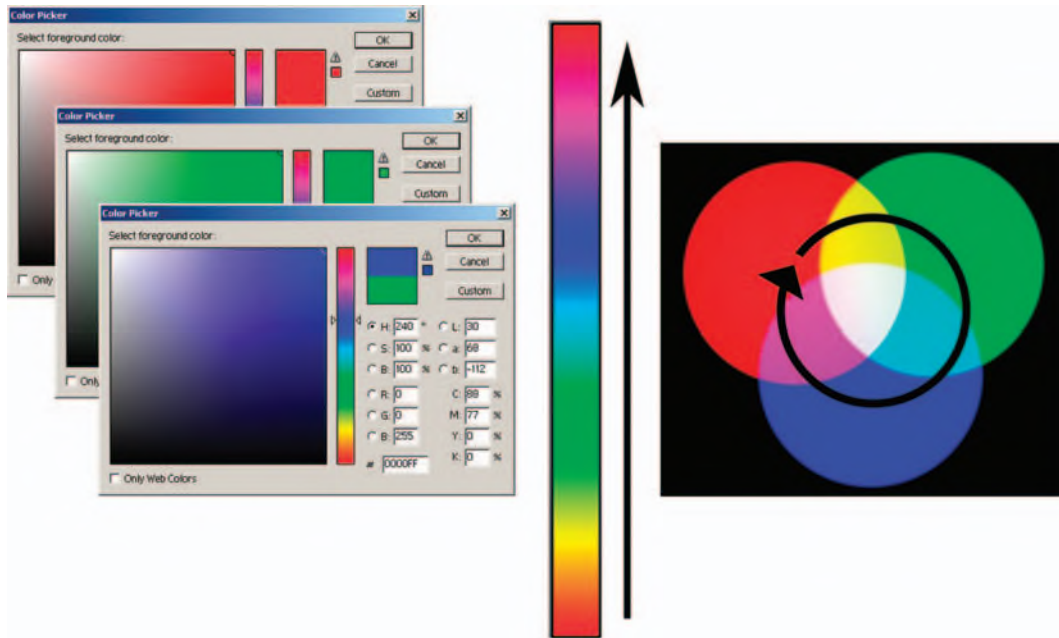 Color Picker
Select foreground color:
OK
Cancel
Custom
Only
Color Picker
Select foreground color:
OK
Cancel
Custom
Only
Color Picker
Select foreground color:
OK
Cancel
Custom
H: 240 ° L: 30
S: 100 % a: 68
B: 100 % b: -112
R: 0 C: 88 %
G: 0 M: 77 %
B: 255 Y: 0 %
# 0000FF K: 0 %
Only Web Colors